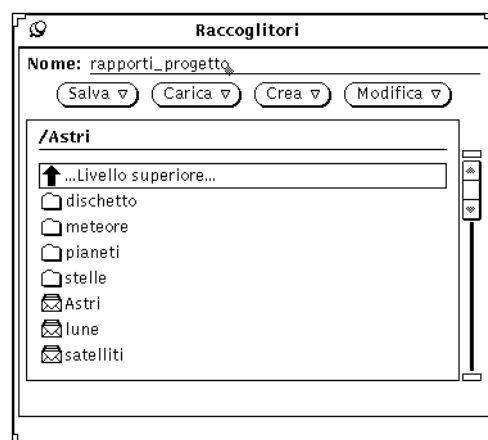 Raccoglitori
Nome: rapporti_progetto
Salva Carica Crea Modifica
/Astri
...Livello superiore...
dischetto
meteore
pianeti
stelle
Astri
lune
satelliti